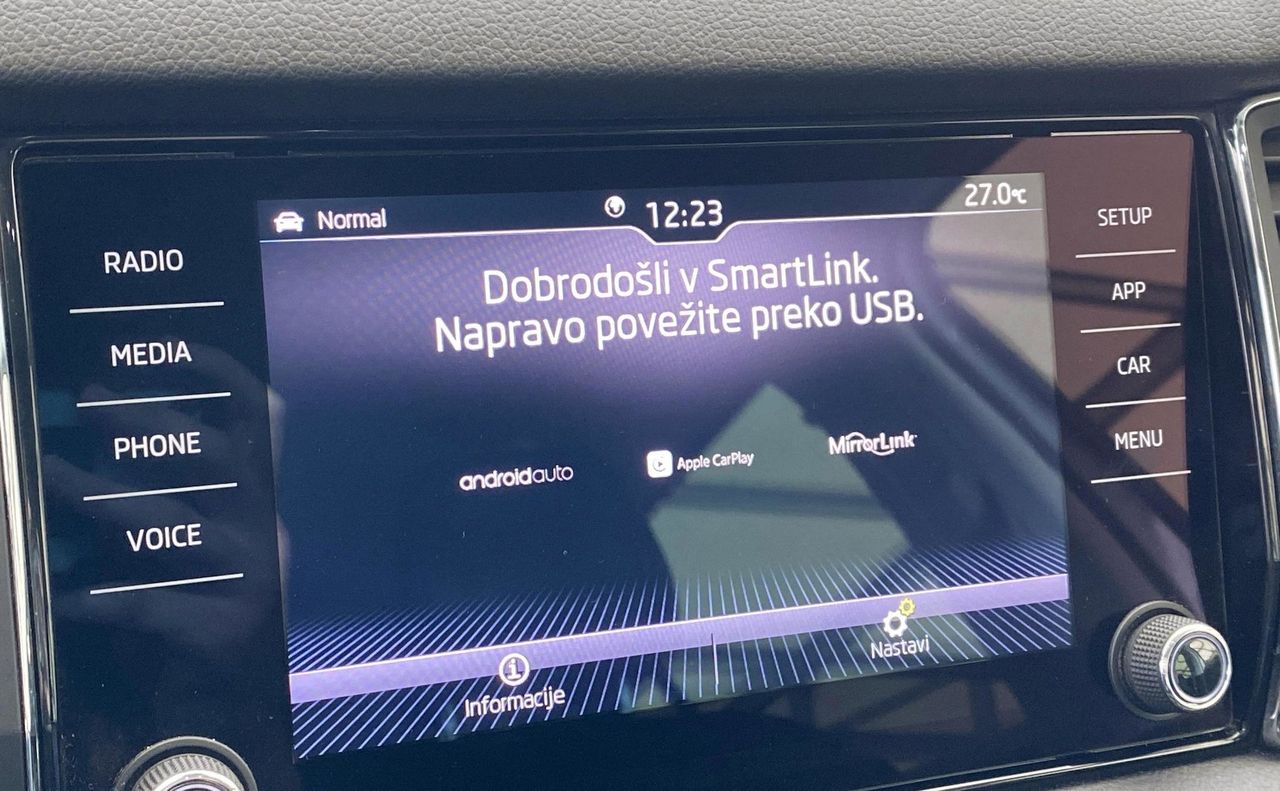 Normal
12:23
27.0°C
RADIO
MEDIA
PHONE
VOICE
Dobrodošli v SmartLink.
Napravo povežite preko USB.
androidauto
Apple CarPlay
MirrorLink
Informacije
Nastavi
SETUP
APP
CAR
MENU